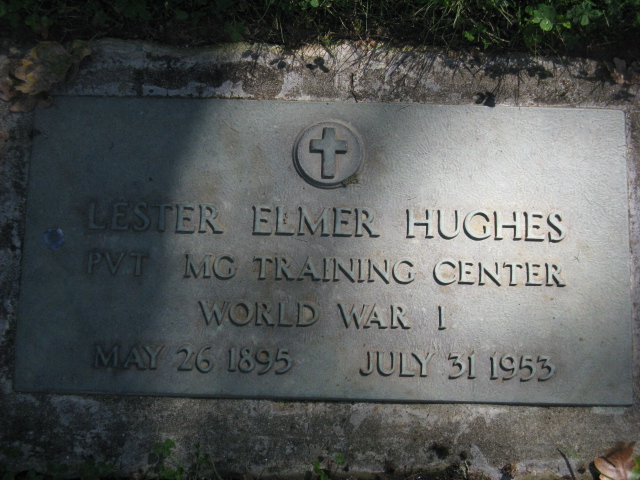 LESTER ELMER HUGHES
PVT MG TRAINING CENTER
WORLD WAR I
MAY 26 1895 JULY 31 1953